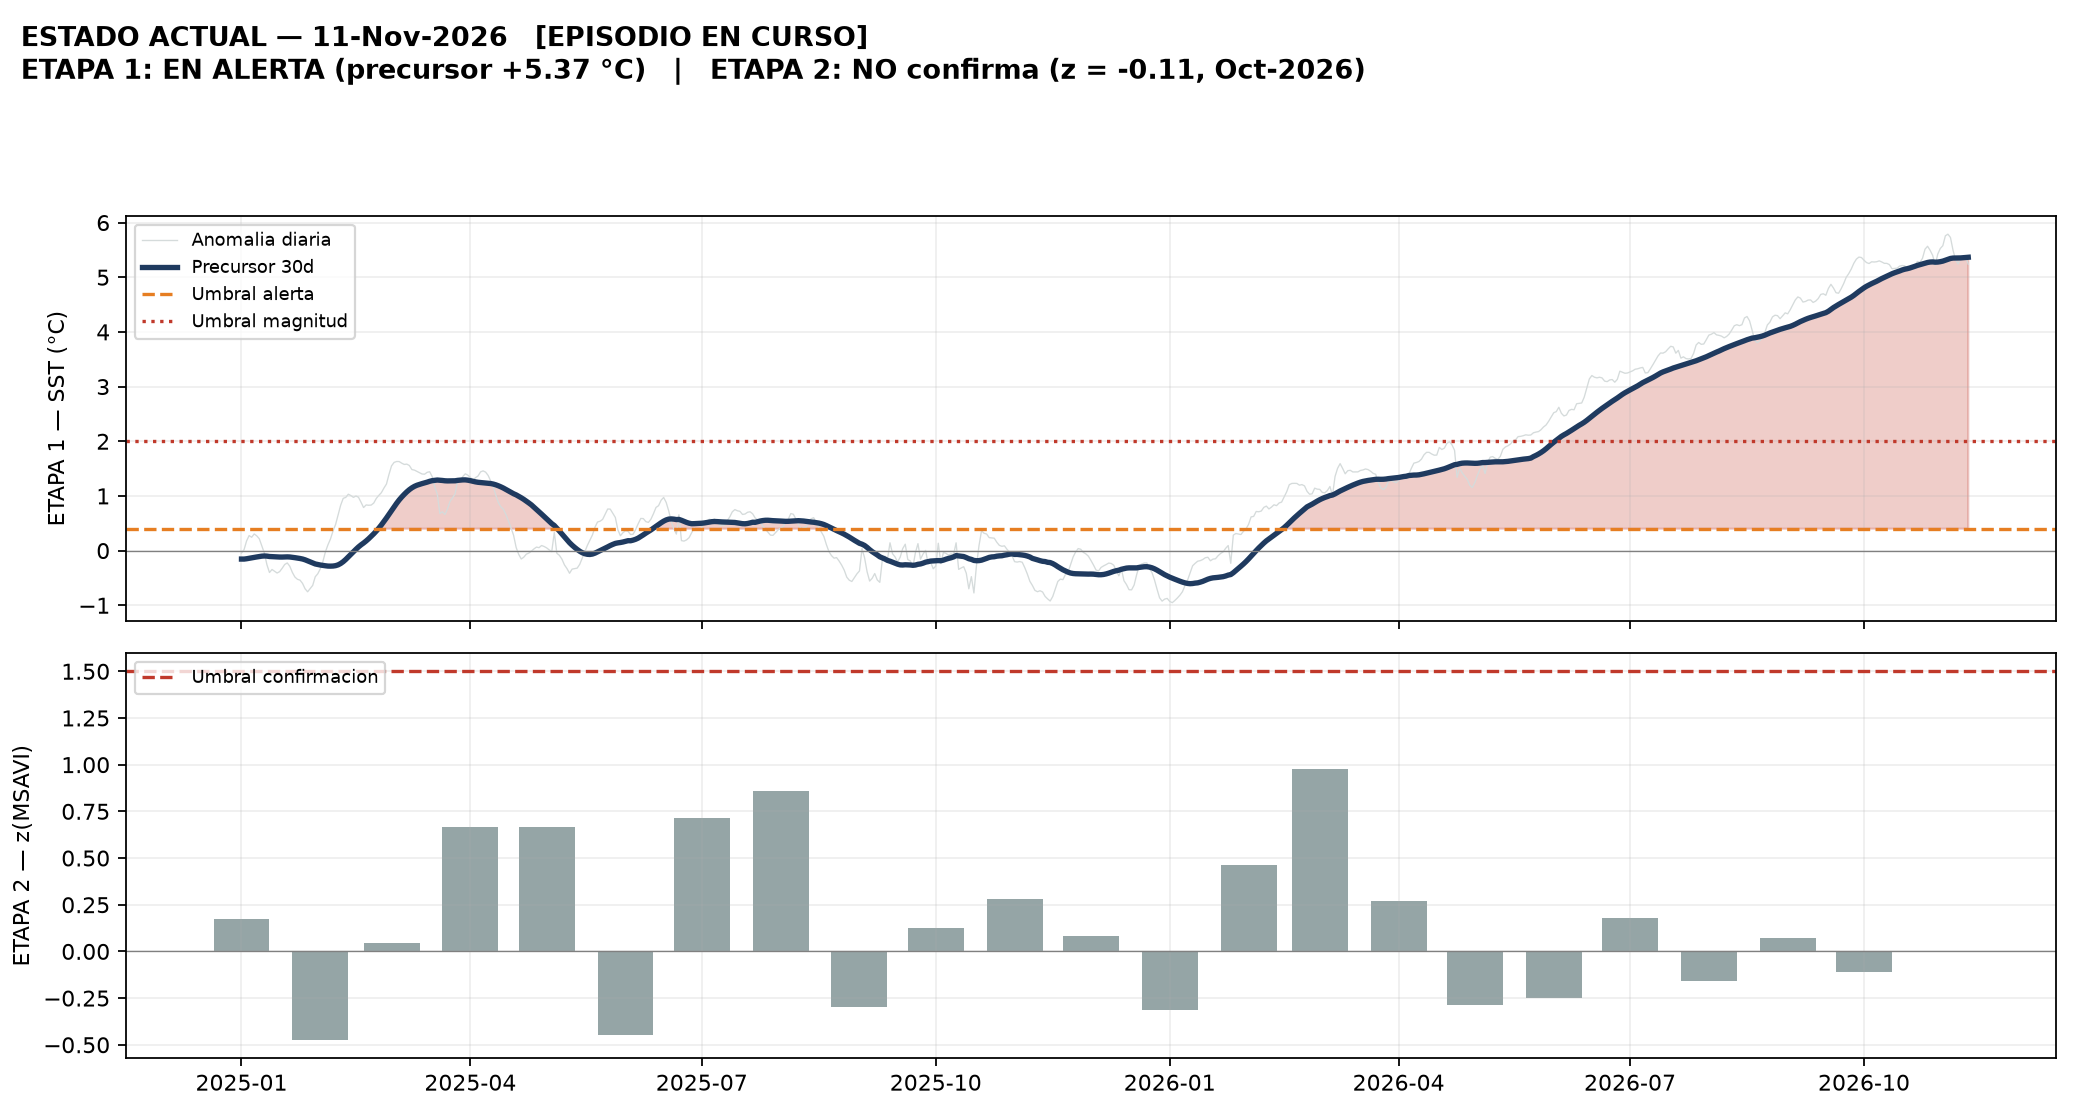 ESTADO ACTUAL — 11-Nov-2026 [EPISODIO EN CURSO]
ETAPA 1: EN ALERTA (precursor +5.37 °C) | ETAPA 2: NO confirma (z = -0.11, Oct-2026)
ETAPA 1 — SST (°C)
6
5
4
3
2
1
0
−1
Anomalia diaria
Precursor 30d
Umbral alerta
Umbral magnitud
ETAPA 2 — z(MSAVI)
1.50
1.25
1.00
0.75
0.50
0.25
0.00
−0.25
−0.50
Umbral confirmacion
2025-01
2025-04
2025-07
2025-10
2026-01
2026-04
2026-07
2026-10